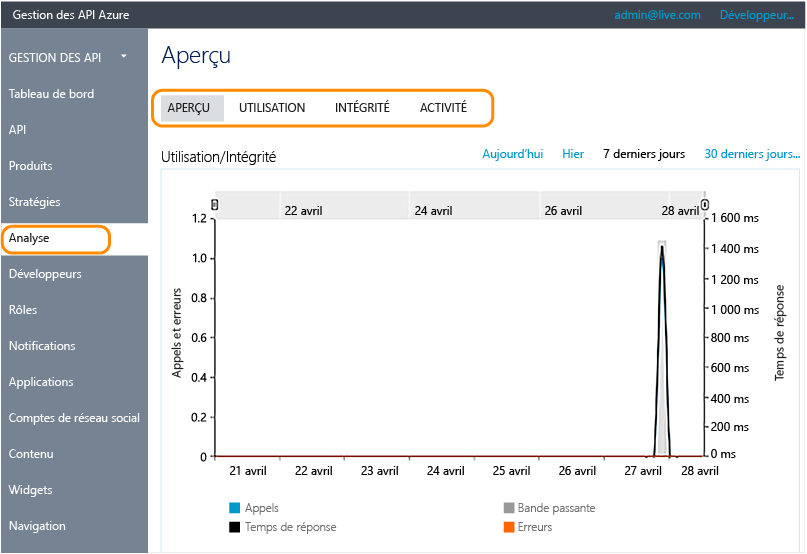 Gestion des API Azure
admin@live.com Développeur...
GESTION DES API
Tableau de bord
API
Produits
Stratégies
Analyse
Développeurs
Rôles
Notifications
Applications
Comptes de réseau social
Contenu
Widgets
Navigation
Aperçu
APERÇU UTILISATION INTÉGRITÉ ACTIVITÉ
Utilisation/Intégrité
Aujourd'hui Hier 7 derniers jours 30 derniers jours...
22 avril 24 avril 26 avril 28 avril
Appels et erreurs
1.2
1.0
0.8
0.6
0.4
0.2
0
1 600 ms
1 400 ms
1 200 ms
1 000 ms
800 ms
600 ms
400 ms
200 ms
0 ms
Temps de réponse
21 avril 22 avril 23 avril 24 avril 25 avril 26 avril 27 avril 28 avril
Appels
Temps de réponse
Bande passante
Erreurs